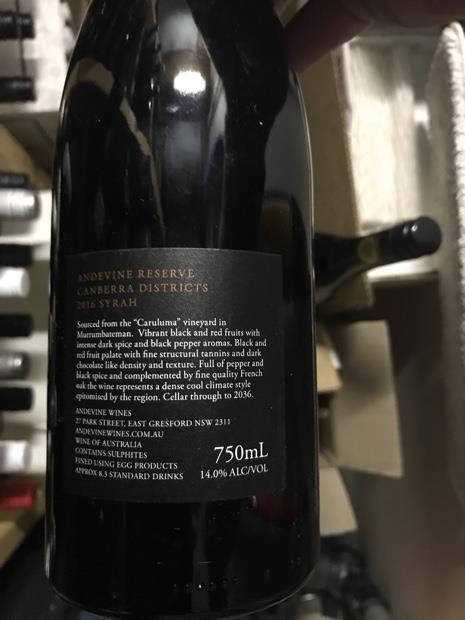 ANDEVINE RESERVE
CANBERRA DISTRICTS
2016 SYRAH
Sourced from the "Caruluma" vineyard in
Murrumbateman. Vibrant black and red fruits with
intense dark spice and black pepper aromas. Black and
red fruit palate with fine structural tannins and dark
chocolate like density and texture. Full of pepper and
black spice and complemented by fine quality French
oak the wine represents a dense cool climate style
epitomised by the region. Cellar through to 2036.
ANDEVINE WINES
27 PARK STREET, EAST GRESFORD NSW 2311
ANDEVINEWINES.COM.AU
WINE OF AUSTRALIA
CONTAINS SULPHITES
FINED USING EGG PRODUCTS
APPROX 8.3 STANDARD DRINKS
750mL
14.0% ALC/VOL